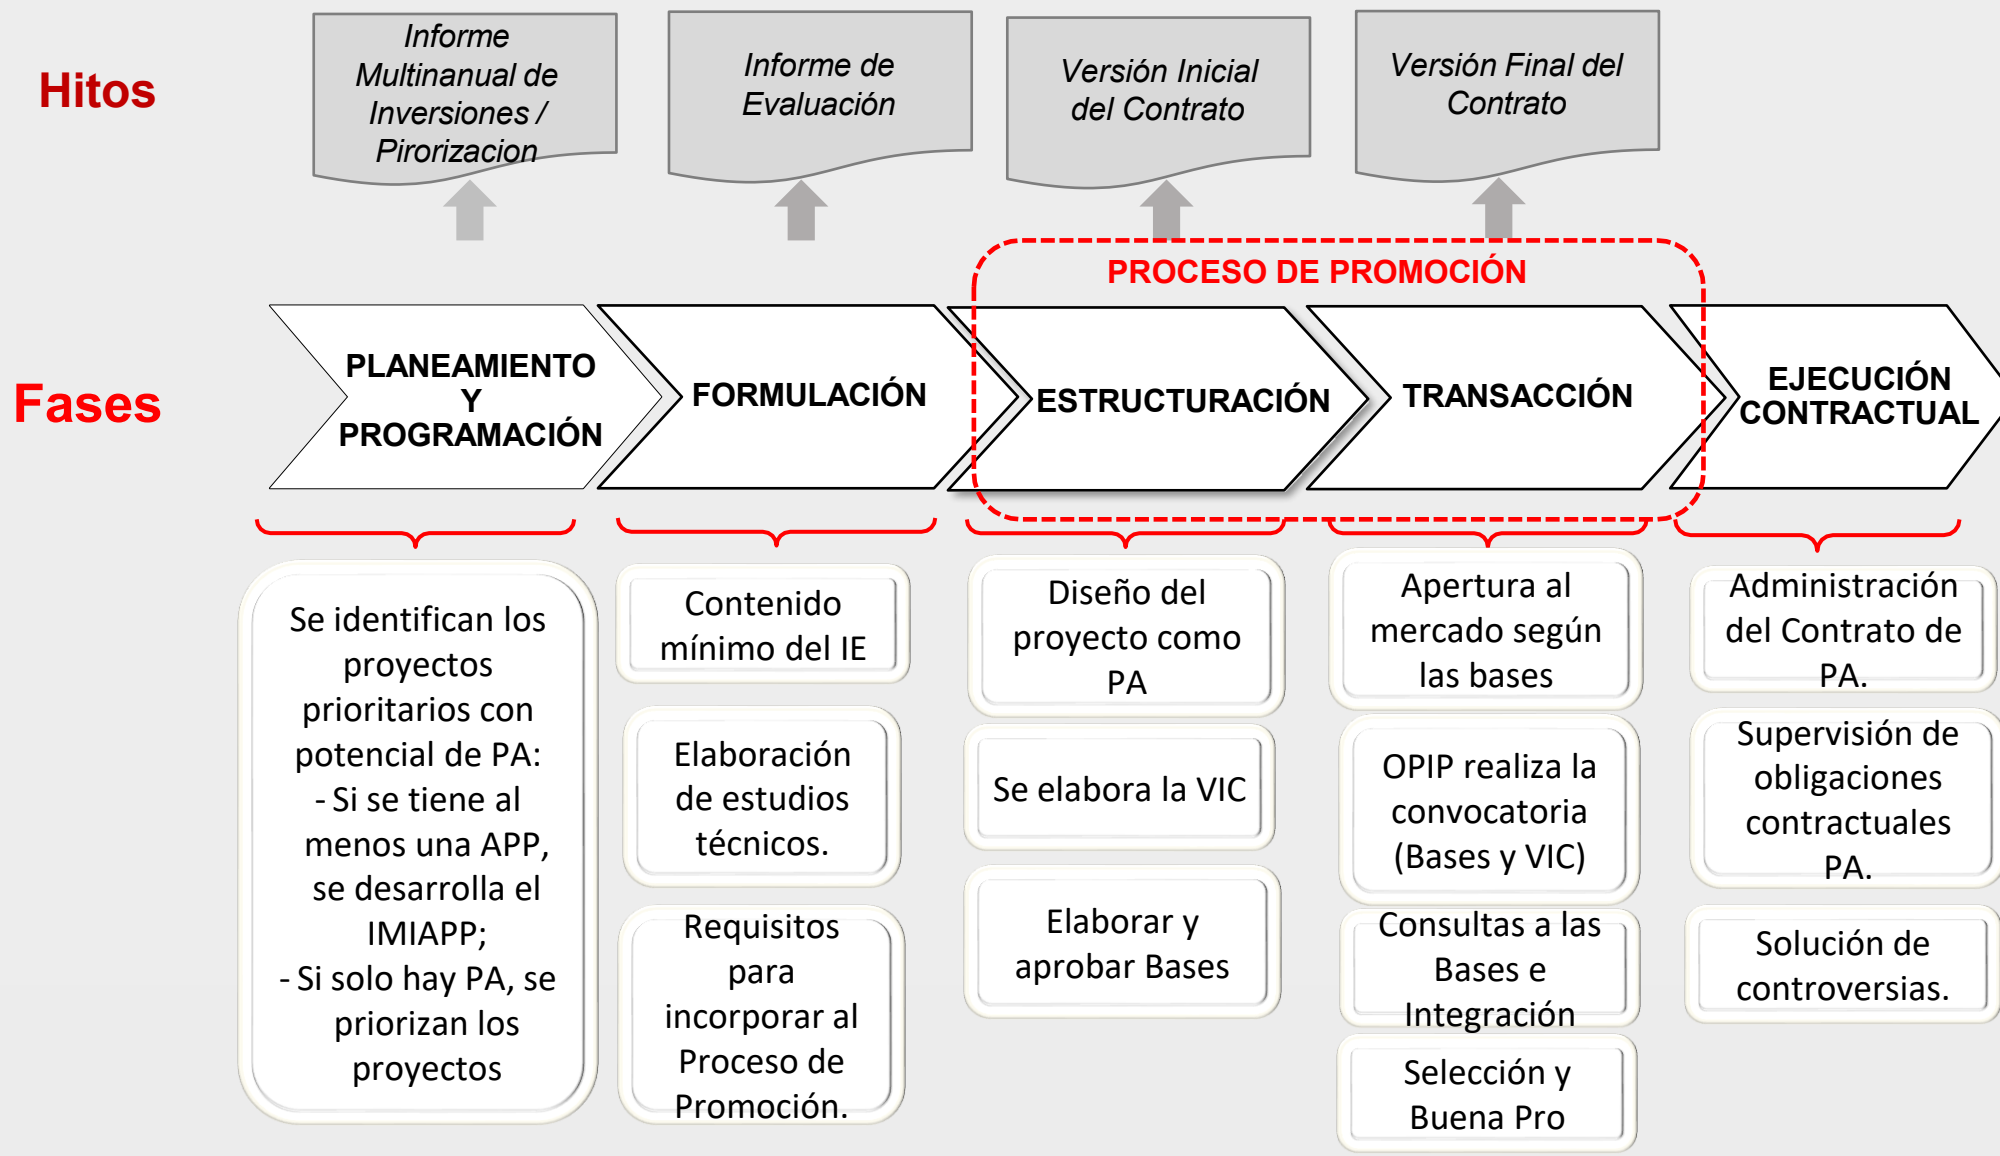 Hitos
Informe
Multinanual de
Inversiones /
Pirorizacion
Informe de
Evaluación
Versión Inicial
del Contrato
Versión Final del
Contrato
PROCESO DE PROMOCIÓN
Fases
PLANEAMIENTO
Y
PROGRAMACIÓN
FORMULACIÓN
ESTRUCTURACIÓN
TRANSACCIÓN
EJECUCIÓN
CONTRACTUAL
Se identifican los
proyectos
prioritarios con
potencial de PA:
- Si se tiene al
menos una APP,
se desarrolla el
IMIAPP;
- Si solo hay PA, se
priorizan los
proyectos
Contenido
mínimo del IE
Elaboración
de estudios
técnicos.
Requisitos
para
incorporar al
Proceso de
Promoción.
Diseño del
proyecto como
PA
Se elabora la VIC
Elaborar y
aprobar Bases
Apertura al
mercado según
las bases
OPIP realiza la
convocatoria
(Bases y VIC)
Consultas a las
Bases e
Integración
Selección y
Buena Pro
Administración
del Contrato de
PA.
Supervisión de
obligaciones
contractuales
PA.
Solución de
controversias.